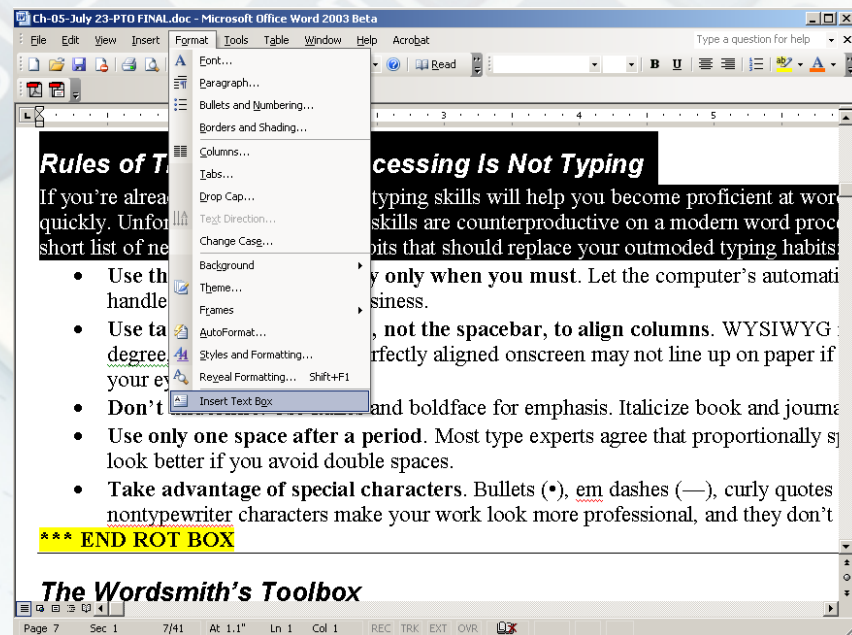 Ch-05-July 23-PTO FINAL.doc - Microsoft Office Word 2003 Beta
File Edit View Insert Format Tools Table Window Help Acrobat Type a question for help
Read B U A
Font...
Paragraph...
Bullets and Numbering...
Borders and Shading...
Columns...
Tabs...
Drop Cap...
Text Direction...
Change Case...
Background
Theme...
Frames
AutoFormat...
Styles and Formatting...
Reveal Formatting... Shift+F1
Insert Text Box
3 4 5
Rules of T cessing Is Not Typing
If you're alrea typing skills will help you become proficient at wor
quickly. Unfor skills are counterproductive on a modern word proc
short list of ne bits that should replace your outmoded typing habits:
• Use th y only when you must. Let the computer's automati
handle siness.
• Use ta , not the spacebar, to align columns. WYSIWYG
degree rfectly aligned onscreen may not line up on paper if
your ey
• Don't and boldface for emphasis. Italicize book and journa
• Use only one space after a period. Most type experts agree that proportionally sp
look better if you avoid double spaces.
• Take advantage of special characters. Bullets (•), em dashes (—), curly quotes
nontypewriter characters make your work look more professional, and they don't
*** END ROT BOX
The Wordsmith's Toolbox
Page 7 Sec 1 7/41 At 1.1" Ln 1 Col 1 REC TRK EXT OVR